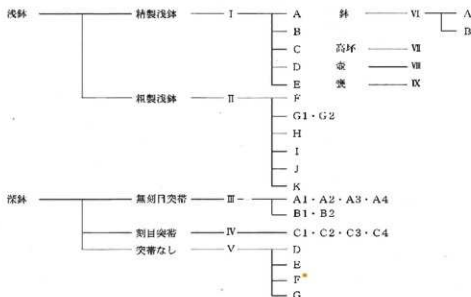 浅鉢 精製浅鉢 I A 鉢 VI A
B B
C 高坏 VII
D 壺 VIII
E 甕 IX
粗製浅鉢 II F
G1・G2
H
I
J
K
深鉢 無刻目突帯 III A1・A2・A3・A4
B1・B2
刻目突帯 IV C1・C2・C3・C4
突帯なし V D
E
F
G